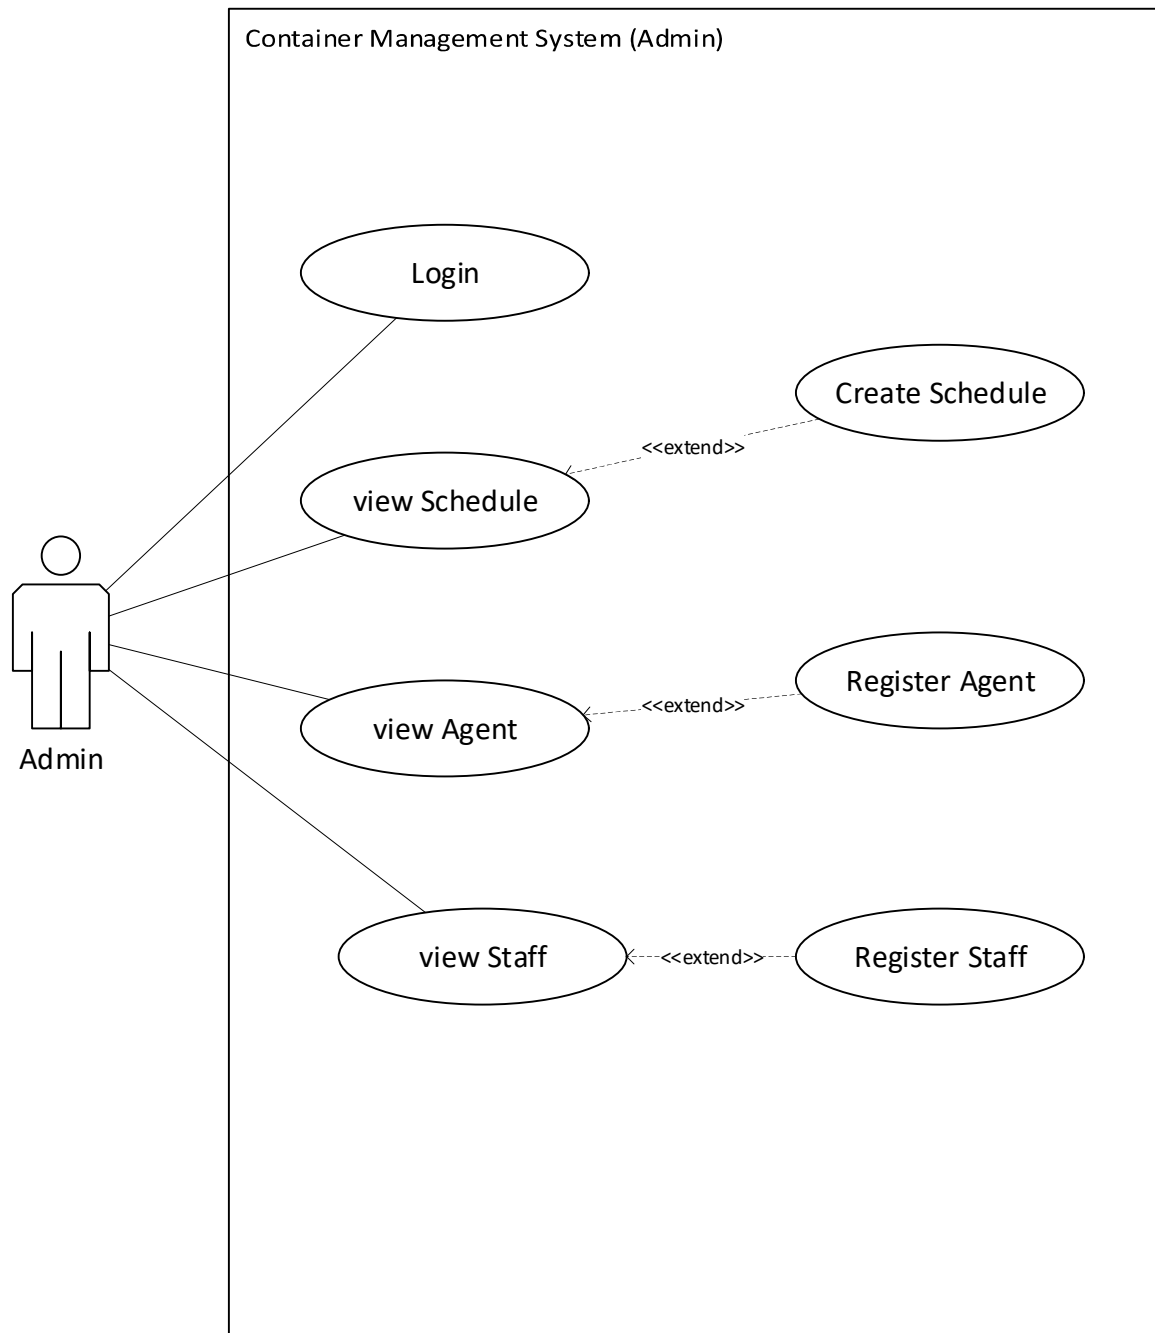 Container Management System (Admin)
Login
Create Schedule
<<extend>>
view Schedule
Register Agent
<<extend>>
view Agent
Admin
view Staff
<<extend>>
Register Staff